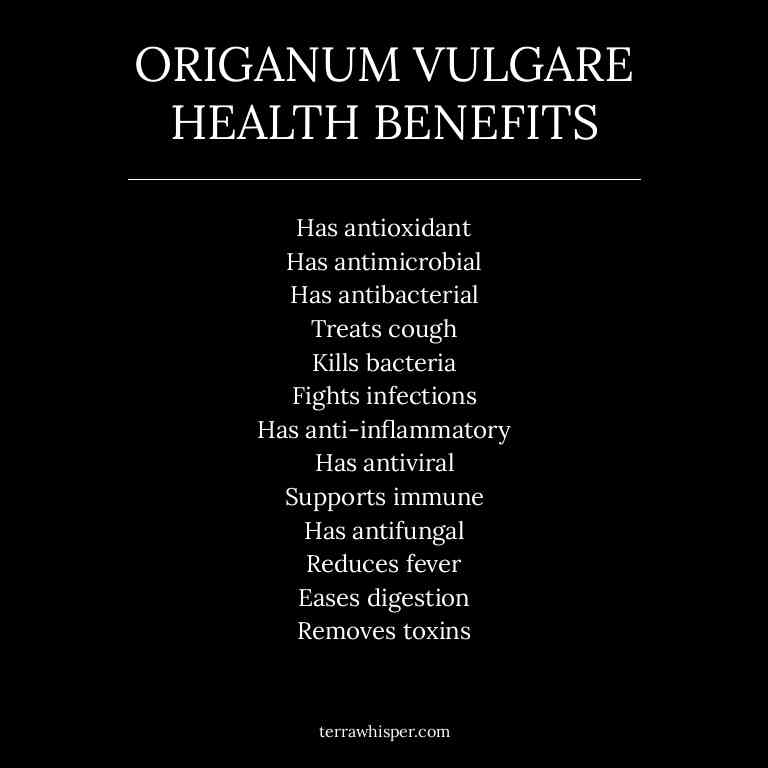 ORIGANUM VULGARE
HEALTH BENEFITS
Has antioxidant
Has antimicrobial
Has antibacterial
Treats cough
Kills bacteria
Fights infections
Has anti-inflammatory
Has antiviral
Supports immune
Has antifungal
Reduces fever
Eases digestion
Removes toxins
terrawhisper.com